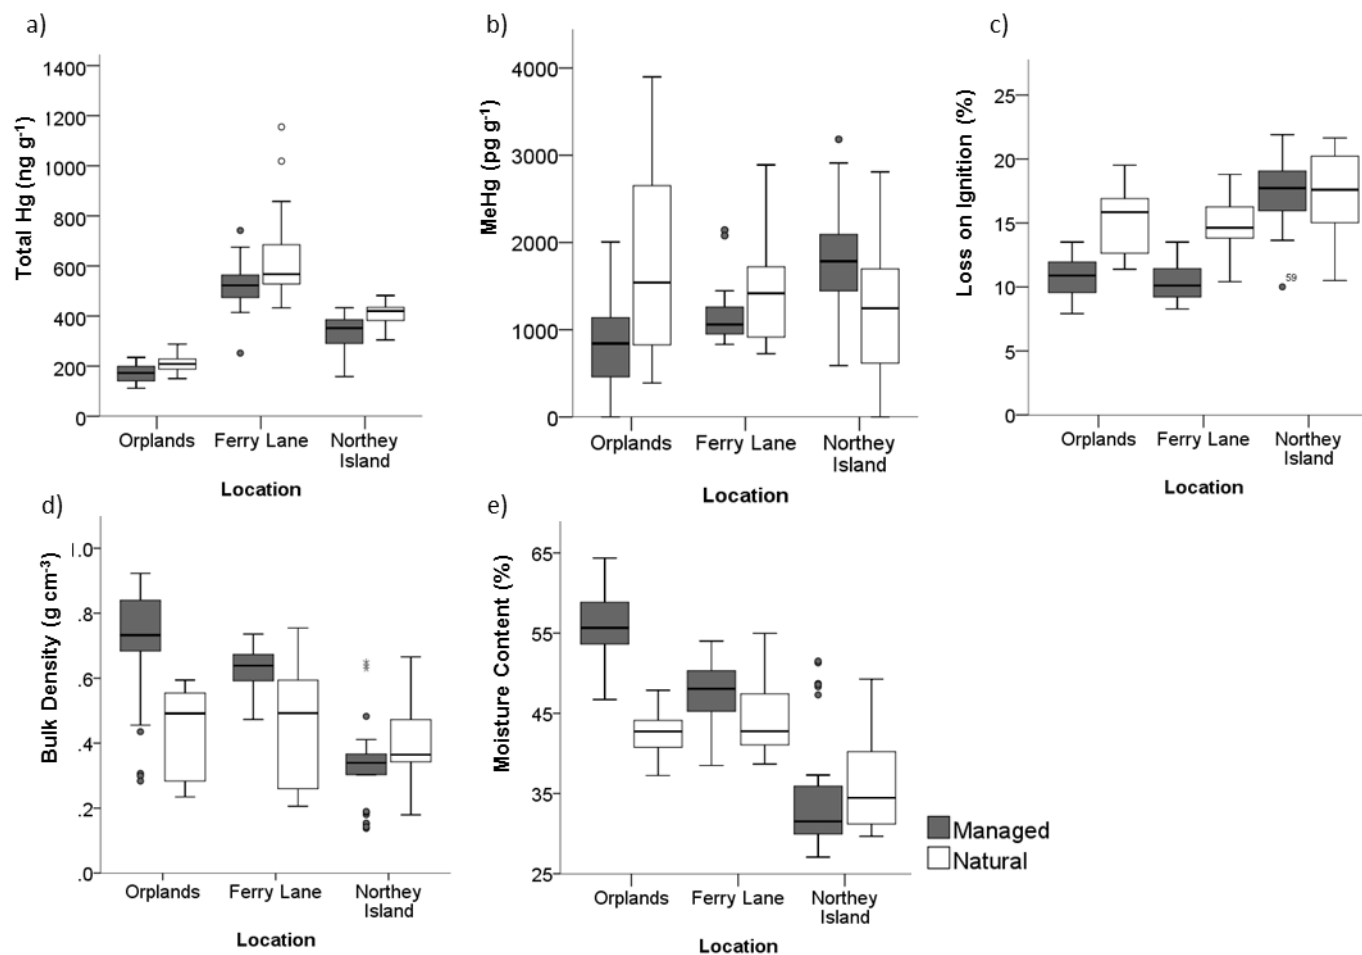 a)
Total Hg (ng g-1)
1400
1200
1000
800
600
400
200
0
Orplands
Ferry Lane
Northey
Island
Location
b)
MeHg (pg g-1)
4000
3000
2000
1000
0
Orplands
Ferry Lane
Northey
Island
Location
c)
Loss on Ignition (%)
25
20
15
10
5
0
59
Orplands
Ferry Lane
Northey
Island
Location
d)
Bulk Density (g cm-3)
1.0
.8
.6
.4
.2
.0
Orplands
Ferry Lane
Northey
Island
Location
e)
Moisture Content (%)
65
55
45
35
25
Orplands
Ferry Lane
Northey
Island
Location
Managed
Natural